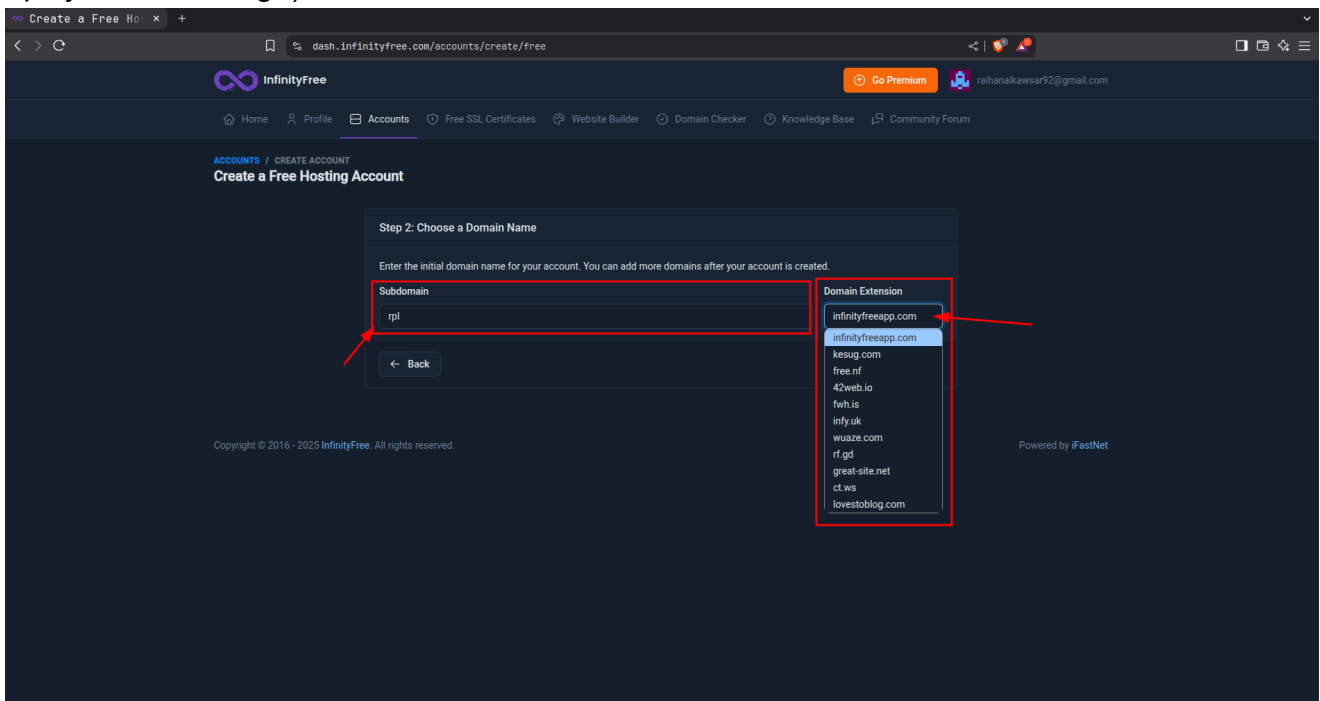 Create a Free Ho
dash.infinityfree.com/accounts/create/free
InfinityFree
Go Premium
raihanalkawsar92@gmail.com
Home Profile Accounts Free SSL Certificates Website Builder Domain Checker Knowledge Base Community Forum
ACCOUNTS / CREATE ACCOUNT
Create a Free Hosting Account
Step 2: Choose a Domain Name
Enter the initial domain name for your account. You can add more domains after your account is created.
Subdomain
rpl
Domain Extension
infinityfreeapp.com
infinityfreeapp.com
kesug.com
free.nf
42web.io
fwh.is
infy.uk
wuaze.com
rf.gd
great-site.net
ct.ws
lovestoblog.com
← Back
Copyright © 2016 - 2025 InfinityFree. All rights reserved.
Powered by iFastNet